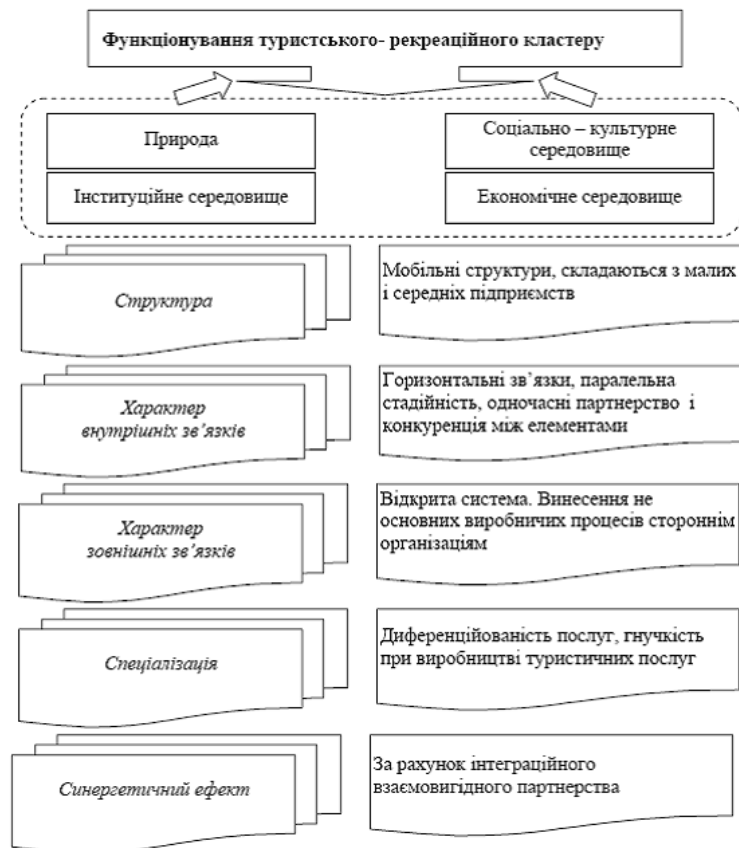 Функціонування туристського- рекреаційного кластеру
Природа
Соціально – культурне
середовище
Інституційне середовище
Економічне середовище
Структура
Мобільні структури, складаються з малих
і середніх підприємств
Характер
внутрішніх зв’язків
Горизонтальні зв’язки, паралельна
стадійність, одночасні партнерство і
конкуренція між елементами
Характер
зовнішніх зв’язків
Відкрита система. Винесення не
основних виробничих процесів стороннім
організаціям
Спеціалізація
Диференційованість послуг, гнучкість
при виробництві туристичних послуг
Синергетичний ефект
За рахунок інтеграційного
взаємовигідного партнерства